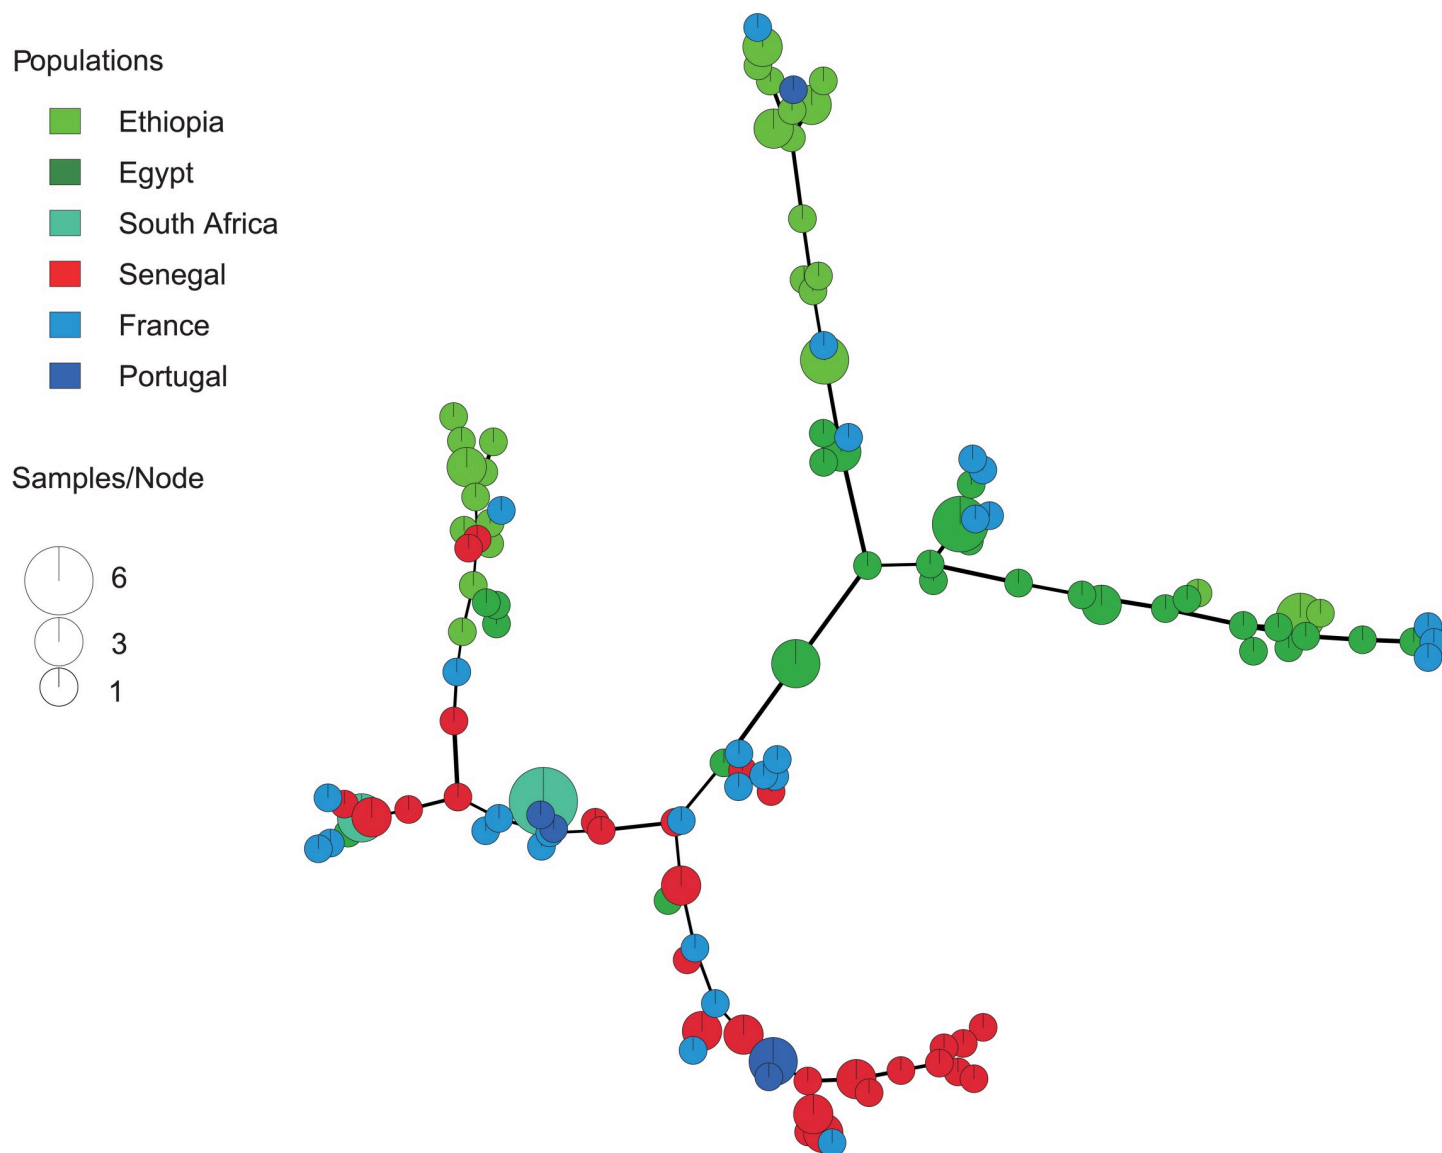 Populations
Ethiopia
Egypt
South Africa
Senegal
France
Portugal
Samples/Node
6
3
1